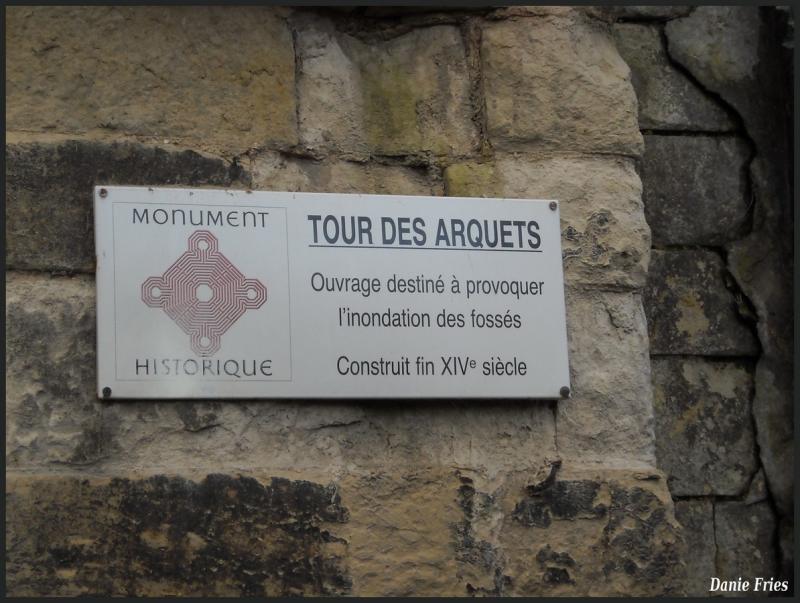 MONUMENT
HISTORIQUE
TOUR DES ARQUETS
Ouvrage destiné à provoquer
l'inondation des fossés
Construit fin XIVe siècle
Danie Fries